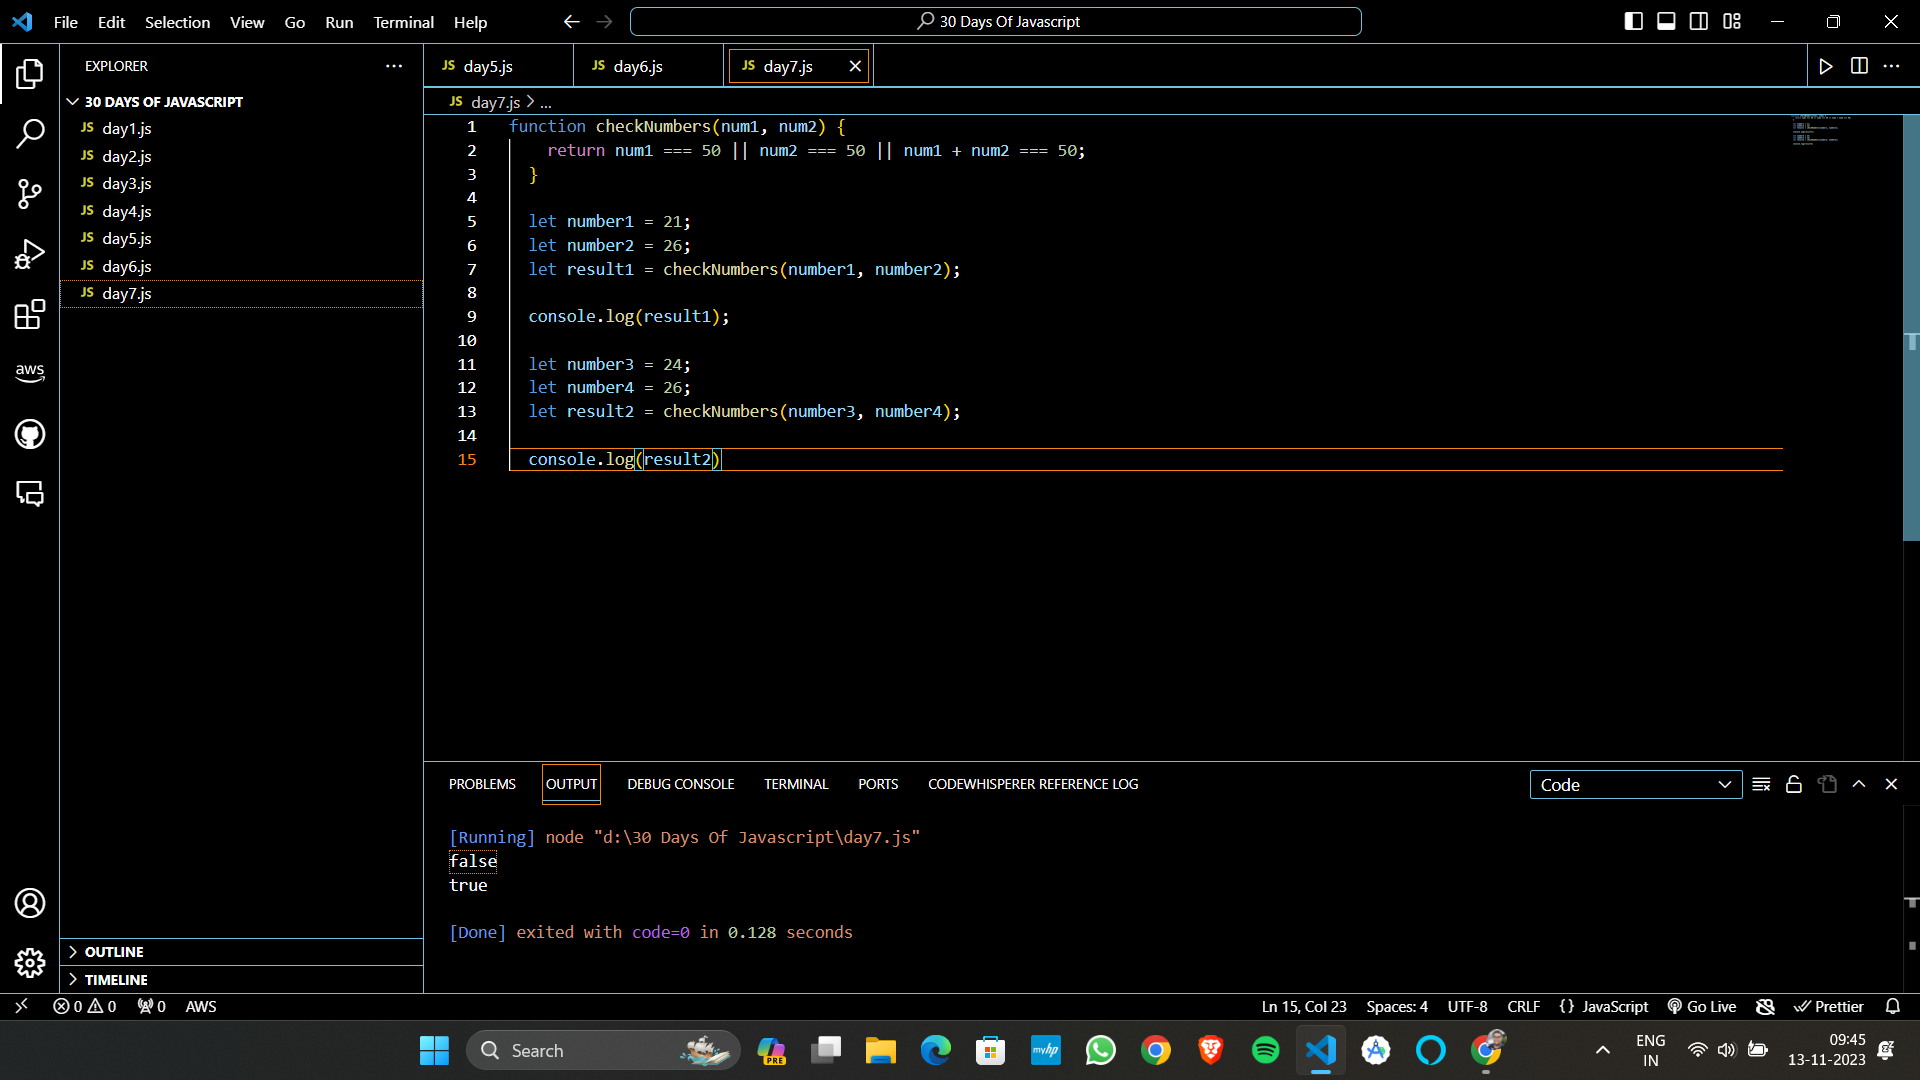 File Edit Selection View Go Run Terminal Help
30 Days Of Javascript
EXPLORER
30 DAYS OF JAVASCRIPT
JS day1.js
JS day2.js
JS day3.js
JS day4.js
JS day5.js
JS day6.js
JS day7.js
aws
OUTLINE
TIMELINE
JS day5.js JS day6.js JS day7.js
JS day7.js > ...
1 function checkNumbers(num1, num2) {
2 return num1 === 50 || num2 === 50 || num1 + num2 === 50;
3 }
4
5 let number1 = 21;
6 let number2 = 26;
7 let result1 = checkNumbers(number1, number2);
8
9 console.log(result1);
10
11 let number3 = 24;
12 let number4 = 26;
13 let result2 = checkNumbers(number3, number4);
14
15 console.log(result2)
PROBLEMS OUTPUT DEBUG CONSOLE TERMINAL PORTS CODEWHISPERER REFERENCE LOG Code
[Running] node "d:\30 Days Of Javascript\day7.js"
false
true
[Done] exited with code=0 in 0.128 seconds
0 0 0 AWS Ln 15, Col 23 Spaces: 4 UTF-8 CRLF {} JavaScript Go Live Prettier
Search PRE myhp ENG 09:45
IN 13-11-2023